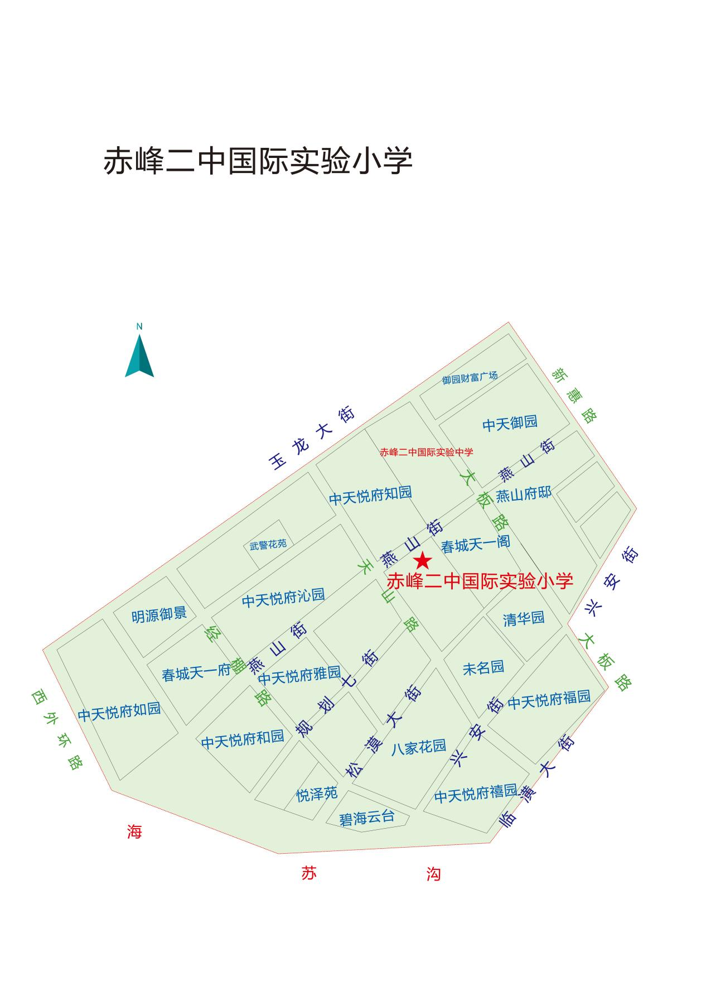 赤峰二中国际实验小学
N
御园财富广场
新惠路
玉龙大街
中天御园
燕山街
赤峰二中国际实验中学
大板路
中天悦府知园
燕山府邸
武警花苑
燕山街
春城天一阁
赤峰二中国际实验小学
天山路
兴安街
中天悦府沁园
明源御景
清华园
经棚路
燕山街
大板路
春城天一府
中天悦府雅园
规划七街
未名园
西外环路
中天悦府如园
中天悦府福园
中天悦府和园
松漠大街
八家花园
兴安街
悦泽苑
中天悦府禧园
临潢大街
碧海云台
海苏沟